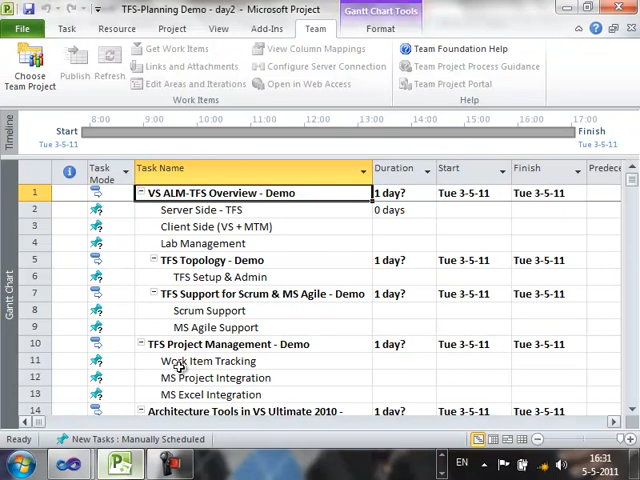 TFS-Planning Demo - day2 - Microsoft Project
Gantt Chart Tools
File Task Resource Project View Add-Ins Team Format
Choose Team Project
Publish
Refresh
Get Work Items
Links and Attachments
Edit Areas and Iterations
View Column Mappings
Configure Server Connection
Open in Web Access
Work Items
Team Foundation Help
Team Project Process Guidance
Team Project Portal
Help
Timeline
8:00 9:00 10:00 11:00 12:00 13:00 14:00 15:00 16:00 17:00
Start
Tue 3-5-11
Finish
Tue 3-5-11
Gantt Chart
Task Mode Task Name Duration Start Finish Predece
1 VS ALM-TFS Overview - Demo 1 day? Tue 3-5-11 Tue 3-5-11
2 Server Side - TFS 0 days
3 Client Side (VS + MTM)
4 Lab Management
5 TFS Topology - Demo 1 day? Tue 3-5-11 Tue 3-5-11
6 TFS Setup & Admin
7 TFS Support for Scrum & MS Agile - Demo 1 day? Tue 3-5-11 Tue 3-5-11
8 Scrum Support
9 MS Agile Support
10 TFS Project Management - Demo 1 day? Tue 3-5-11 Tue 3-5-11
11 Work Item Tracking
12 MS Project Integration
13 MS Excel Integration
14 Architecture Tools in VS Ultimate 2010 - 1 day? Tue 3-5-11 Tue 3-5-11
Ready New Tasks : Manually Scheduled
EN
16:31
5-5-2011